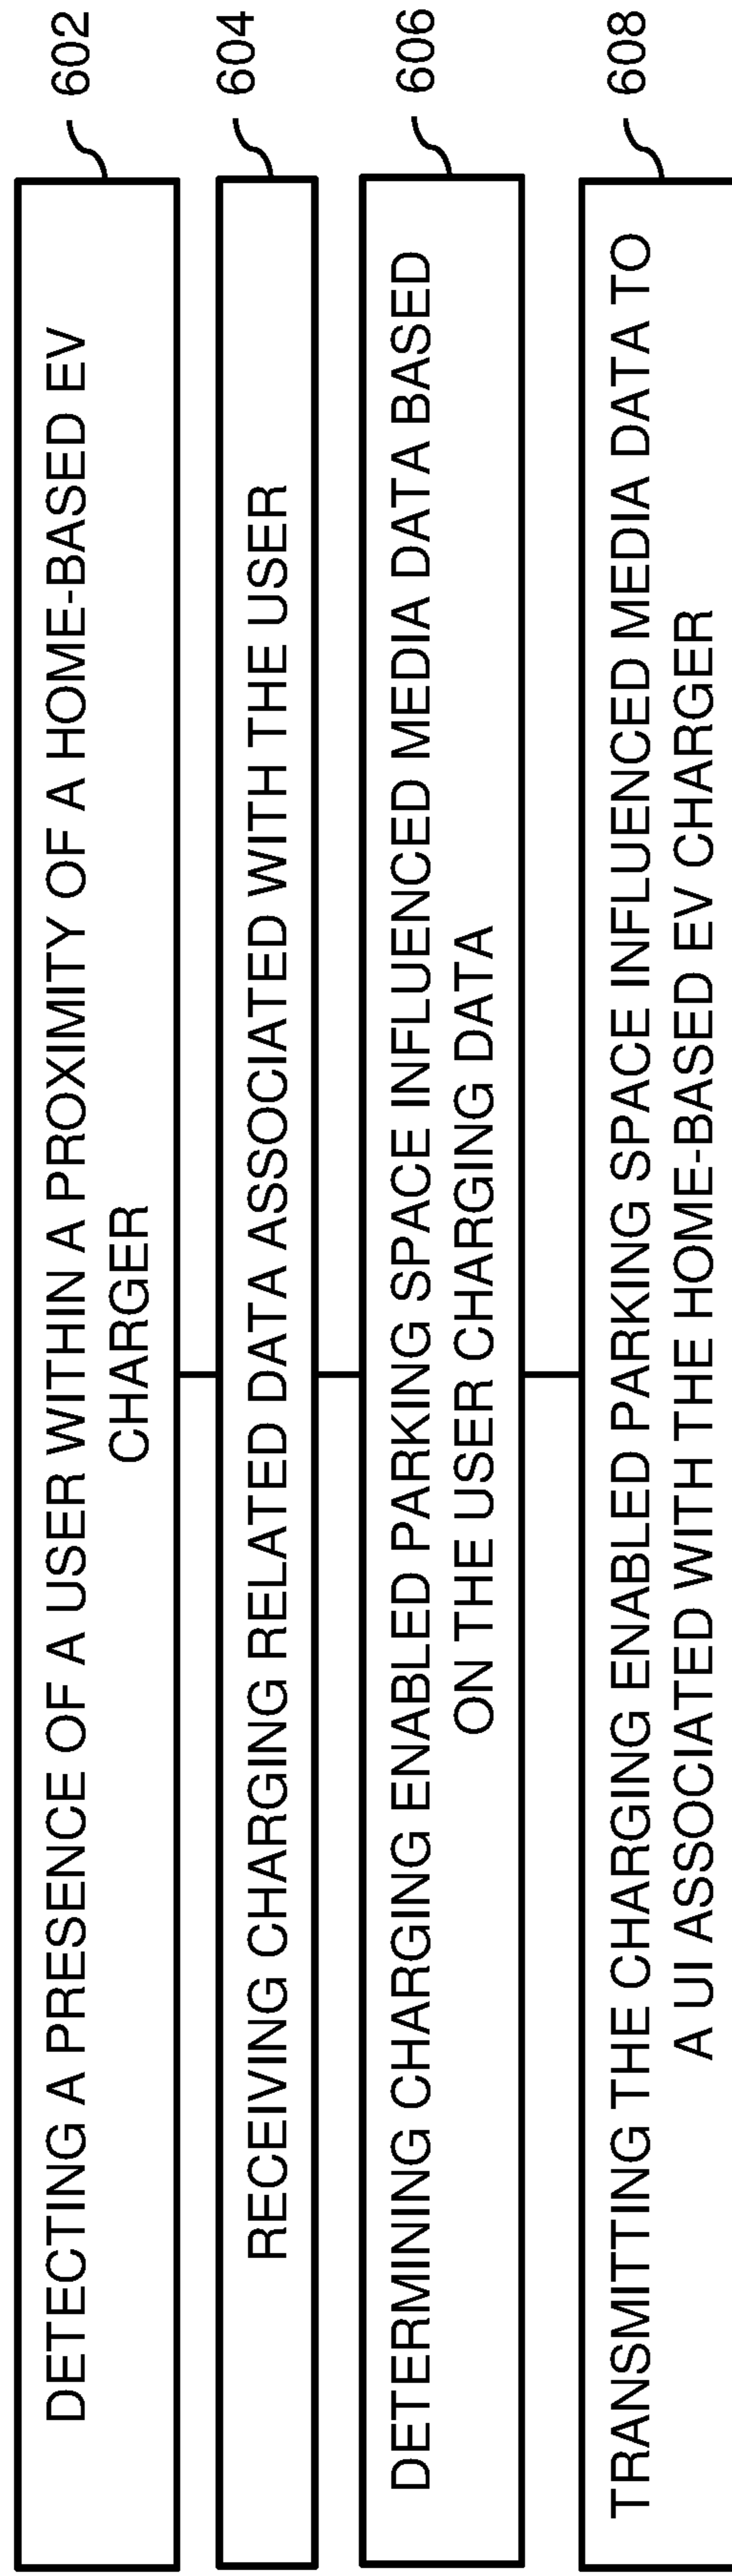 DETECTING A PRESENCE OF A USER WITHIN A PROXIMITY OF A HOME-BASED EV
CHARGER
602
RECEIVING CHARGING RELATED DATA ASSOCIATED WITH THE USER
604
DETERMINING CHARGING ENABLED PARKING SPACE INFLUENCED MEDIA DATA BASED
ON THE USER CHARGING DATA
606
TRANSMITTING THE CHARGING ENABLED PARKING SPACE INFLUENCED MEDIA DATA TO
A UI ASSOCIATED WITH THE HOME-BASED EV CHARGER
608